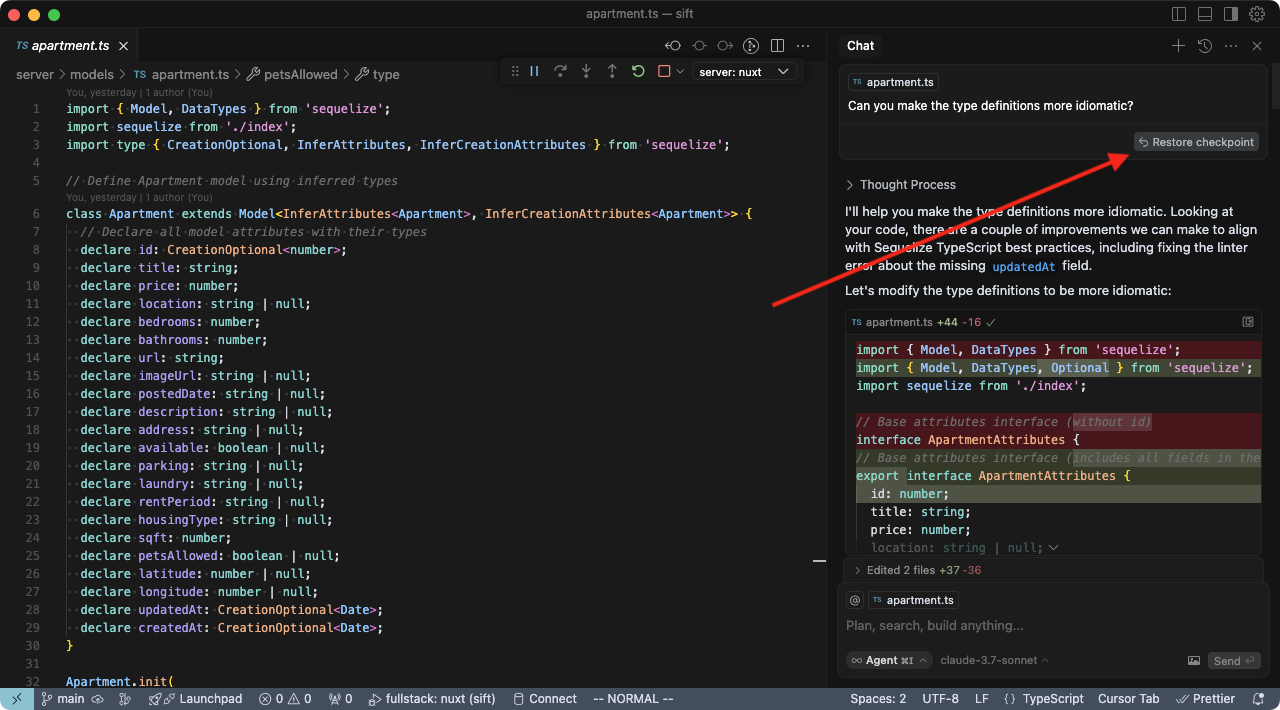 apartment.ts — sift
TS apartment.ts
server > models > TS apartment.ts > petsAllowed > type
server: nuxt
You, yesterday | 1 author (You)
1 import { Model, DataTypes } from 'sequelize';
2 import sequelize from './index';
3 import type { CreationOptional, InferAttributes, InferCreationAttributes } from 'sequelize';
4
5 // Define Apartment model using inferred types
You, yesterday | 1 author (You)
6 class Apartment extends Model<InferAttributes<Apartment>, InferCreationAttributes<Apartment>> {
7 // Declare all model attributes with their types
8 declare id: CreationOptional<number>;
9 declare title: string;
10 declare price: number;
11 declare location: string | null;
12 declare bedrooms: number;
13 declare bathrooms: number;
14 declare url: string;
15 declare imageUrl: string | null;
16 declare postedDate: string | null;
17 declare description: string | null;
18 declare address: string | null;
19 declare available: boolean | null;
20 declare parking: string | null;
21 declare laundry: string | null;
22 declare rentPeriod: string | null;
23 declare housingType: string | null;
24 declare sqft: number;
25 declare petsAllowed: boolean | null;
26 declare latitude: number | null;
27 declare longitude: number | null;
28 declare updatedAt: CreationOptional<Date>;
29 declare createdAt: CreationOptional<Date>;
30 }
31
32 Apartment.init(
Chat
TS apartment.ts
Can you make the type definitions more idiomatic?
Restore checkpoint
Thought Process
I'll help you make the type definitions more idiomatic. Looking at
your code, there are a couple of improvements we can make to align
with Sequelize TypeScript best practices, including fixing the linter
error about the missing updatedAt field.
Let's modify the type definitions to be more idiomatic:
TS apartment.ts +44 -16
import { Model, DataTypes } from 'sequelize';
import { Model, DataTypes, Optional } from 'sequelize';
import sequelize from './index';
// Base attributes interface (without id)
interface ApartmentAttributes {
// Base attributes interface (includes all fields in the
export interface ApartmentAttributes {
id: number;
title: string;
price: number;
location: string | null;
Edited 2 files +37 -36
@ TS apartment.ts
Plan, search, build anything...
∞ Agent ⌘I claude-3.7-sonnet
Send
main Launchpad 0 0 0 fullstack: nuxt (sift) Connect -- NORMAL -- Spaces: 2 UTF-8 LF {} TypeScript Cursor Tab Prettier